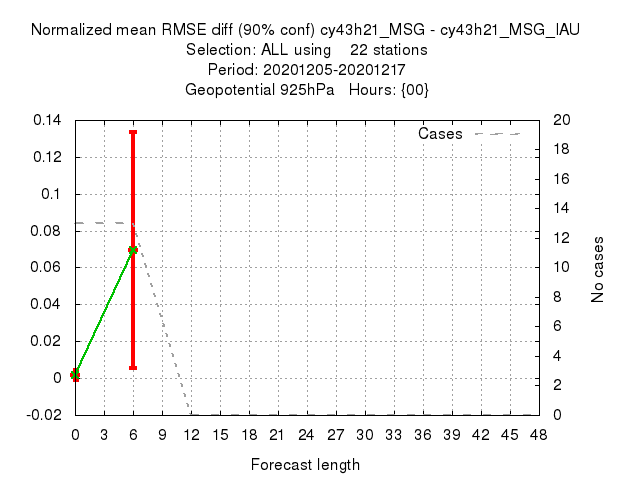 Normalized mean RMSE diff (90% conf) cy43h21_MSG - cy43h21_MSG_IAU
Selection: ALL using 22 stations
Period: 20201205-20201217
Geopotential 925hPa Hours: {00}
Cases
0.14
0.12
0.1
0.08
0.06
0.04
0.02
0
-0.02
20
18
16
14
12
10
8
6
4
2
0
No cases
0 3 6 9 12 15 18 21 24 27 30 33 36 39 42 45 48
Forecast length